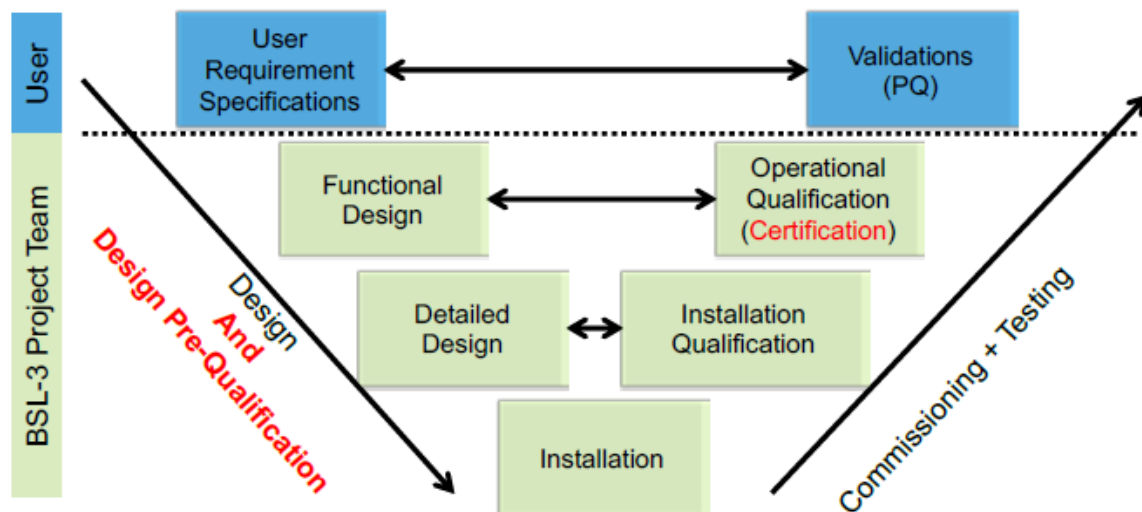 User
User
Requirement
Specifications
Validations
(PQ)
BSL-3 Project Team
Functional
Design
Operational
Qualification
(Certification)
Design
And
Design Pre-Qualification
Detailed
Design
Installation
Qualification
Commissioning + Testing
Installation